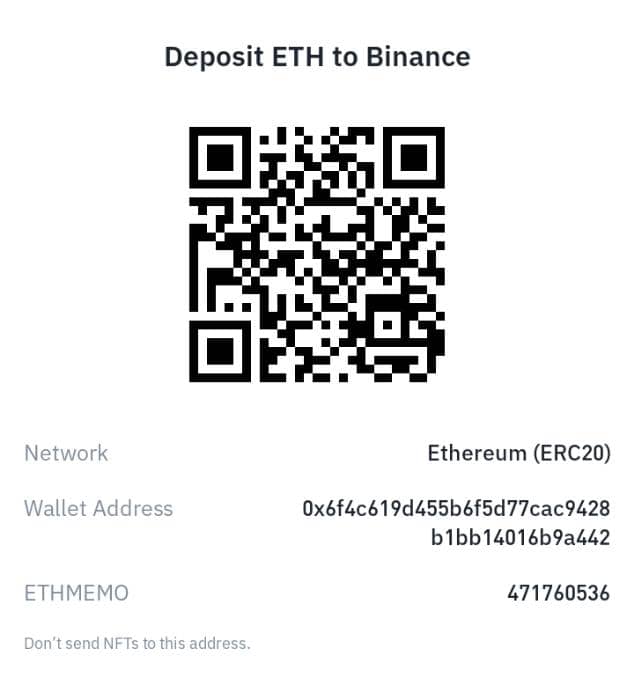 Deposit ETH to Binance
Network Ethereum (ERC20)
Wallet Address 0x6f4c619d455b6f5d77cac9428
b1bb14016b9a442
ETHMEMO 471760536
Don't send NFTs to this address.